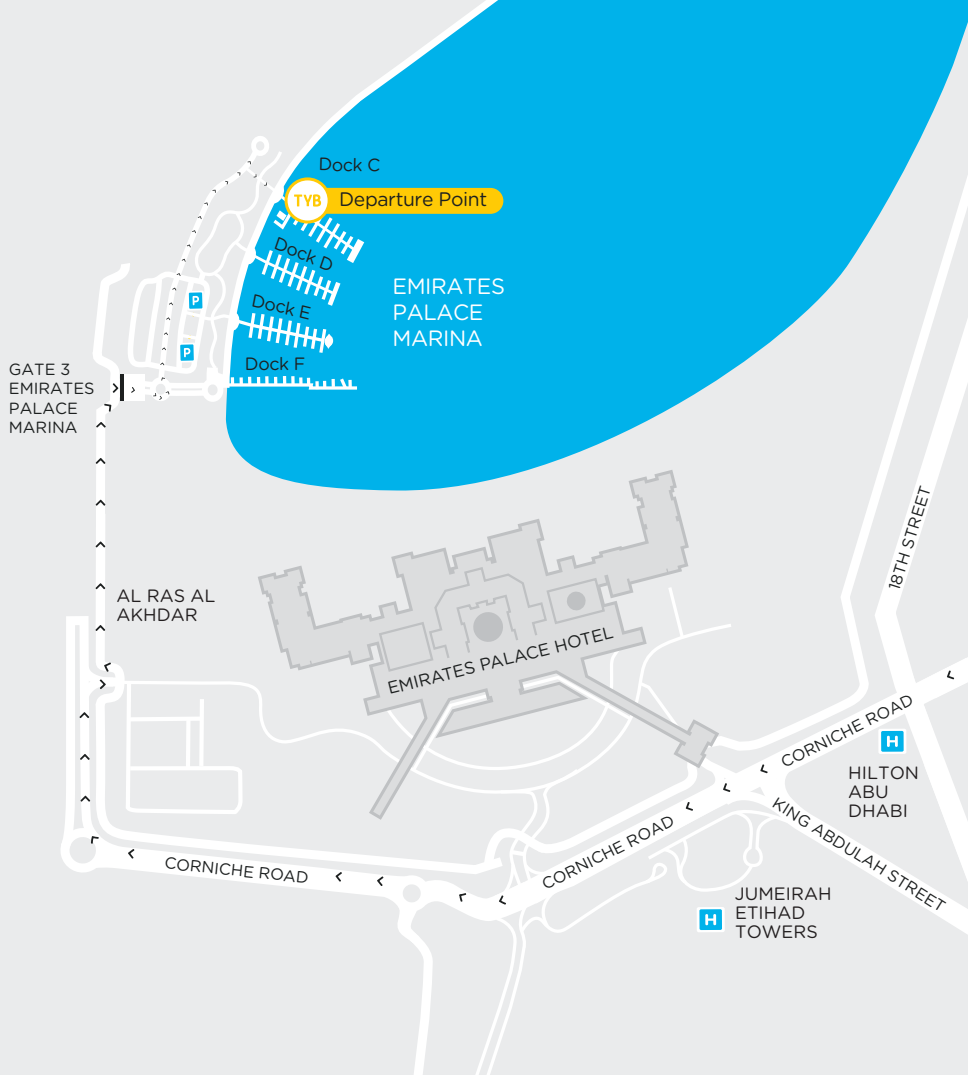 Dock C
TYB
Departure Point
Dock D
EMIRATES
PALACE
MARINA
P
Dock E
P
Dock F
GATE 3
EMIRATES
PALACE
MARINA
18TH STREET
AL RAS AL
AKHDAR
EMIRATES PALACE HOTEL
CORNICHE ROAD
H
HILTON
ABU
DHABI
KING ABDULAH STREET
CORNICHE ROAD
CORNICHE ROAD
H
JUMEIRAH
ETIHAD
TOWERS